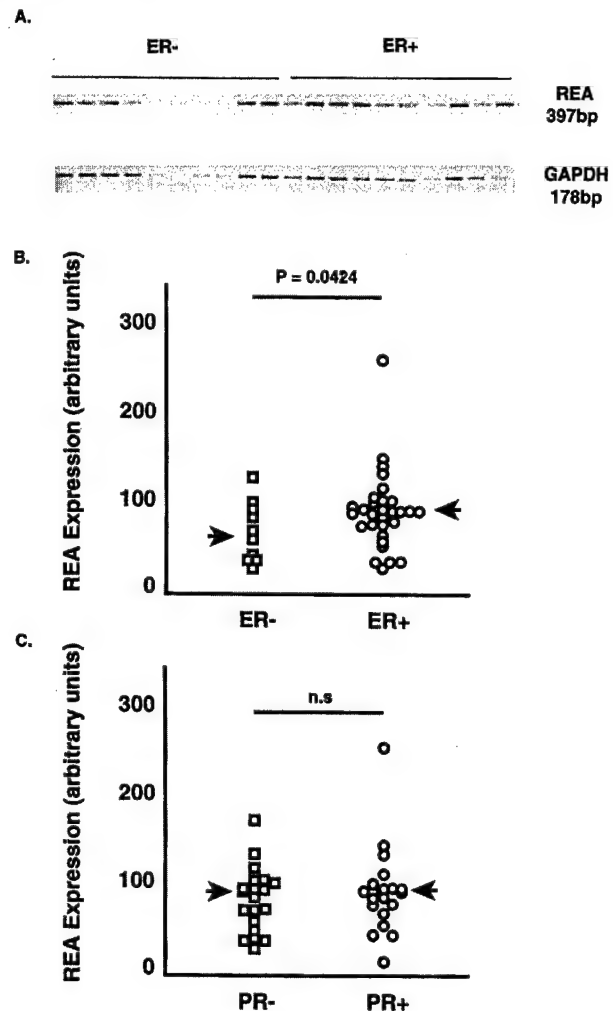 A.
ER- ER+
REA
397bp
GAPDH
178bp
B.
P = 0.0424
REA Expression (arbitrary units)
300
200
100
0
ER- ER+
C.
n.s
REA Expression (arbitrary units)
300
200
100
0
PR- PR+